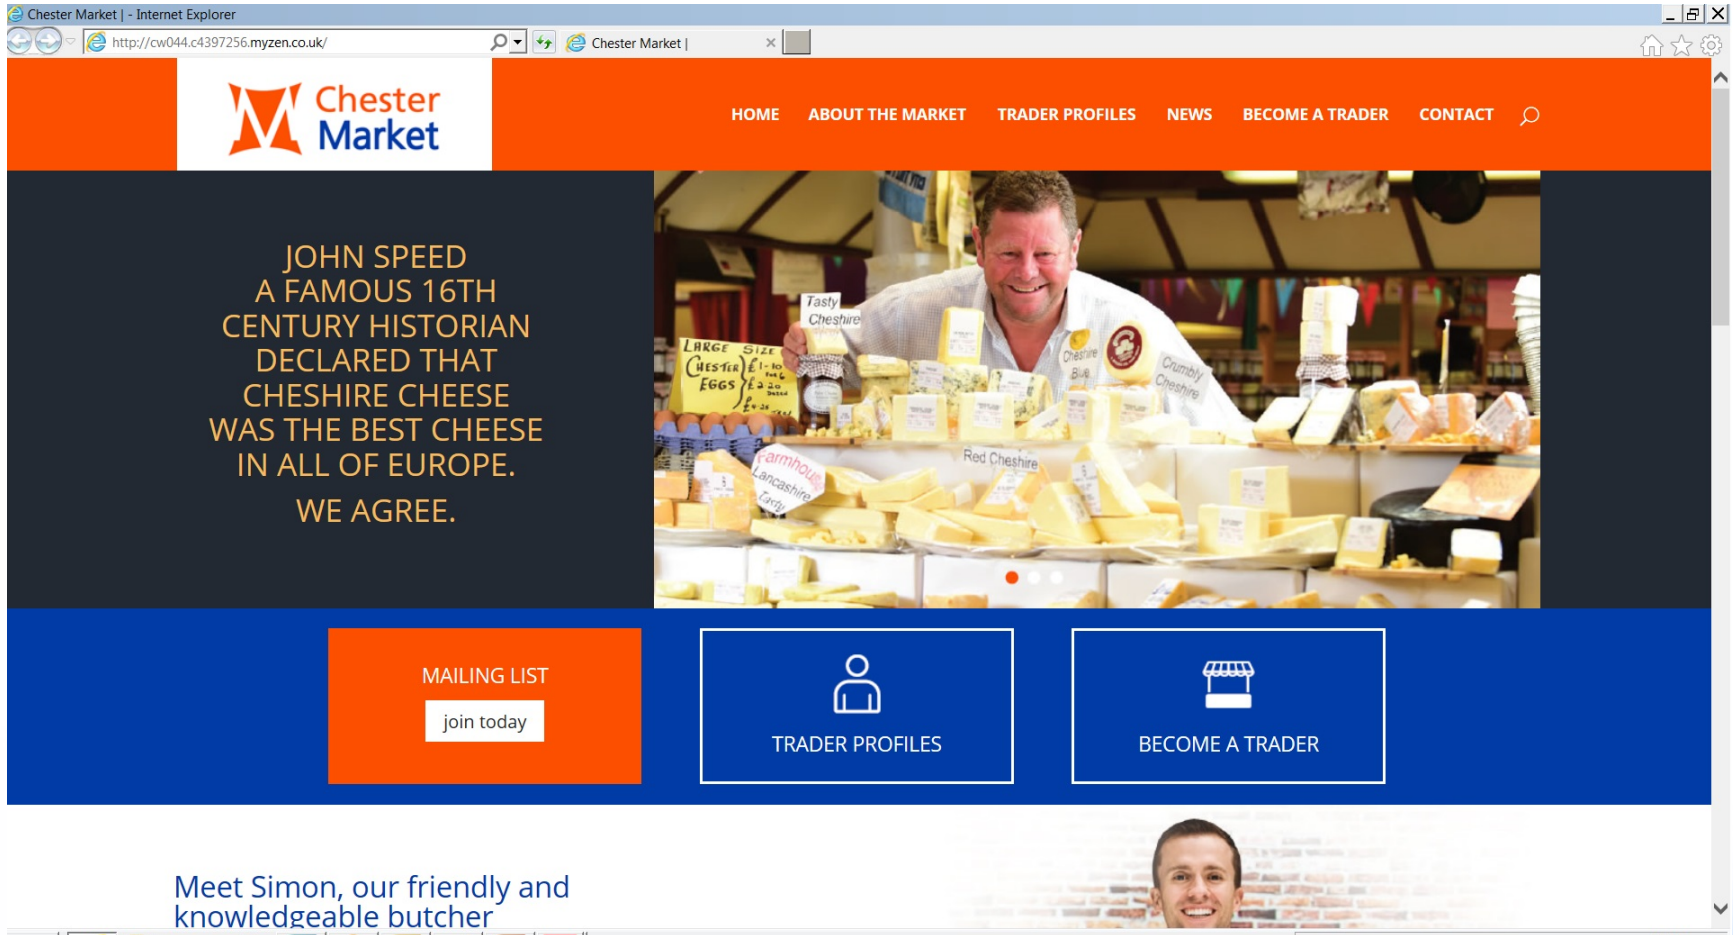 Chester Market | - Internet Explorer
http://cw044.c4397256.myzen.co.uk/
Chester Market |
Chester
Market
HOME ABOUT THE MARKET TRADER PROFILES NEWS BECOME A TRADER CONTACT
JOHN SPEED
A FAMOUS 16TH
CENTURY HISTORIAN
DECLARED THAT
CHESHIRE CHEESE
WAS THE BEST CHEESE
IN ALL OF EUROPE.
WE AGREE.
Tasty
Cheshire
LARGE SIZE
CHESTER
EGGS
Cheshire
Blue
Crumbly
Cheshire
Farmhouse
Lancashire
Tasty
Red Cheshire
MAILING LIST
join today
TRADER PROFILES
BECOME A TRADER
Meet Simon, our friendly and
knowledgeable butcher